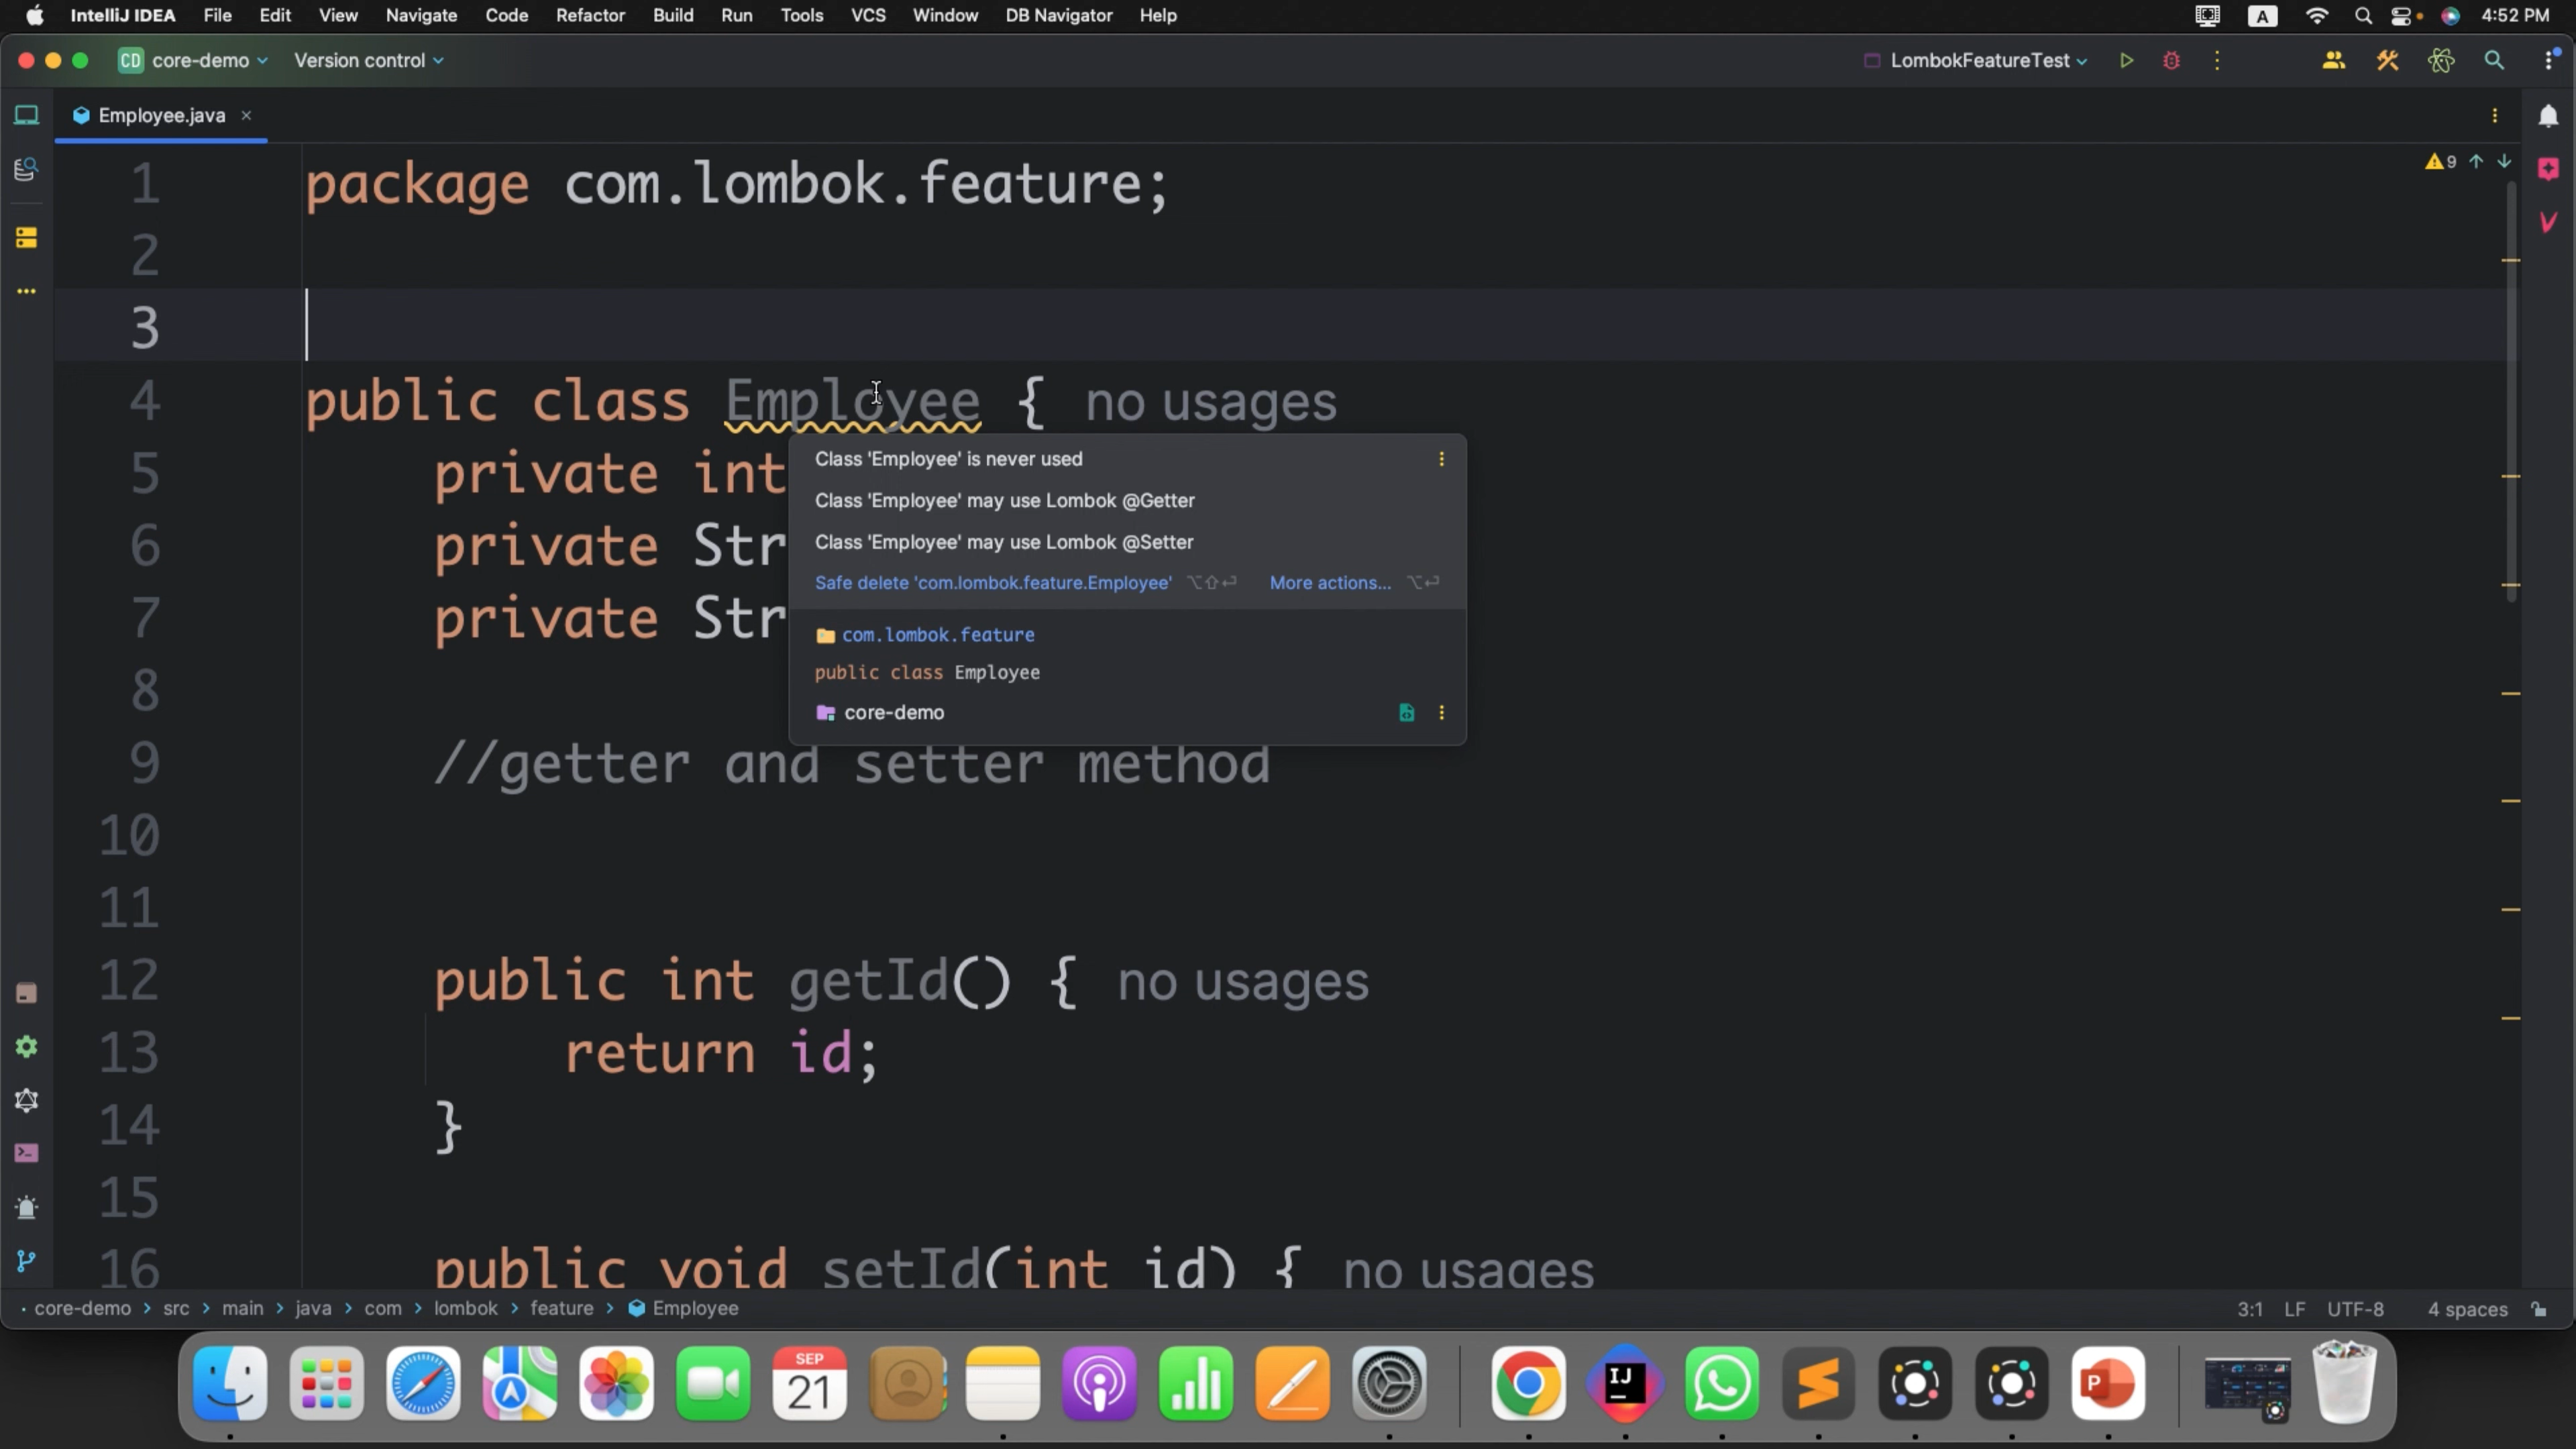 IntelliJ IDEA File Edit View Navigate Code Refactor Build Run Tools VCS Window DB Navigator Help A 4:52 PM
CD core-demo Version control LombokFeatureTest
Employee.java
9
1 package com.lombok.feature;
2
3
4 public class Employee { no usages
5 private int
6 private Str
7 private Str
8
9 //getter and setter method
10
11
12 public int getId() { no usages
13 return id;
14 }
15
16 public void setId(int id) { no usages
Class 'Employee' is never used
Class 'Employee' may use Lombok @Getter
Class 'Employee' may use Lombok @Setter
Safe delete 'com.lombok.feature.Employee' ⌥⇧⏎ More actions... ⌥⏎
com.lombok.feature
public class Employee
core-demo
core-demo > src > main > java > com > lombok > feature > Employee 3:1 LF UTF-8 4 spaces
SEP
21
IJ
P